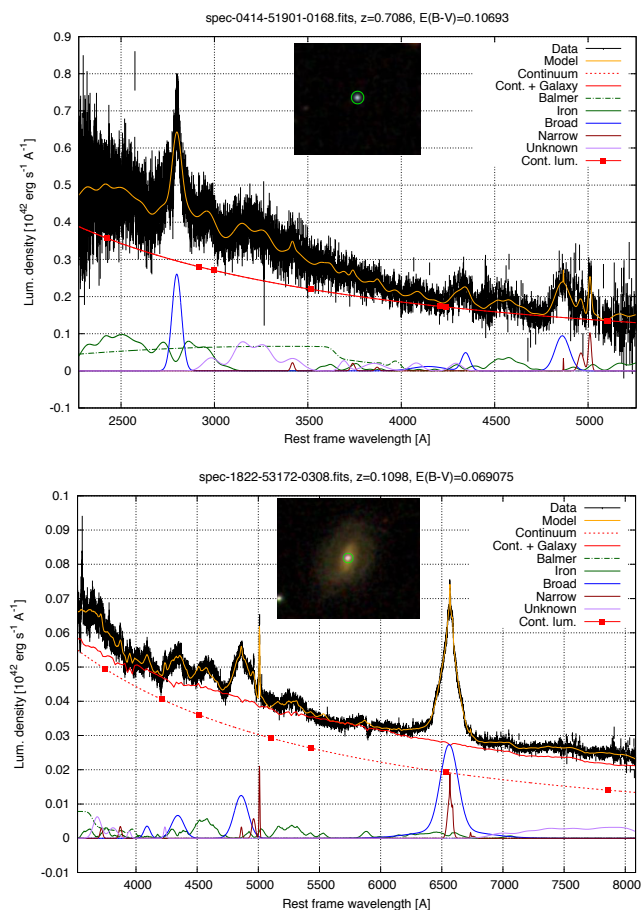 spec-0414-51901-0168.fits, z=0.7086, E(B-V)=0.10693
Lum. density [10^42 erg s^-1 A^-1]
0.9
0.8
0.7
0.6
0.5
0.4
0.3
0.2
0.1
0
-0.1
Data
Model
Continuum
Cont. + Galaxy
Balmer
Iron
Broad
Narrow
Unknown
Cont. lum.
2500 3000 3500 4000 4500 5000
Rest frame wavelength [A]
spec-1822-53172-0308.fits, z=0.1098, E(B-V)=0.069075
Lum. density [10^42 erg s^-1 A^-1]
0.1
0.09
0.08
0.07
0.06
0.05
0.04
0.03
0.02
0.01
0
-0.01
Data
Model
Continuum
Cont. + Galaxy
Balmer
Iron
Broad
Narrow
Unknown
Cont. lum.
4000 4500 5000 5500 6000 6500 7000 7500 8000
Rest frame wavelength [A]